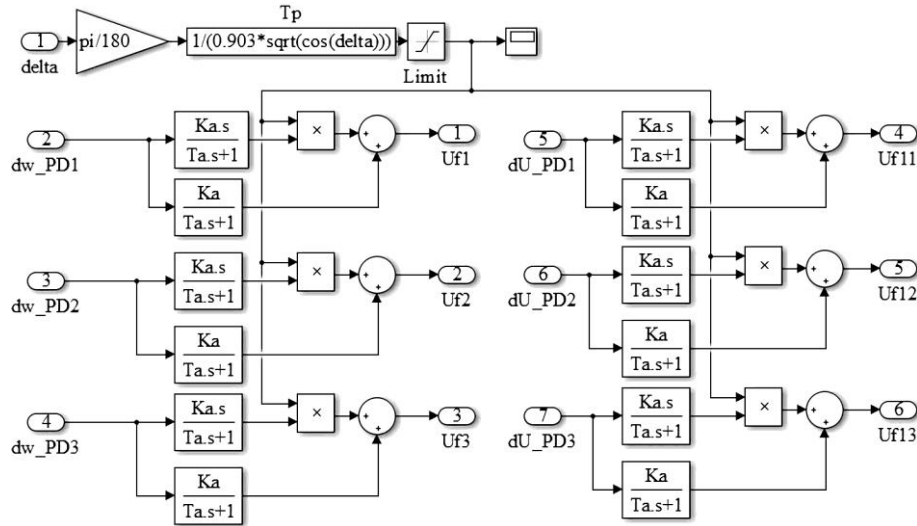 Tp
1
pi/180
1/(0.903*sqrt(cos(delta)))
delta
Limit
2
dw_PD1
Ka.s
Ta.s+1
×
+
+
1
Uf1
Ka
Ta.s+1
5
dU_PD1
Ka.s
Ta.s+1
×
+
+
4
Uf11
Ka
Ta.s+1
3
dw_PD2
Ka.s
Ta.s+1
×
+
+
2
Uf2
Ka
Ta.s+1
6
dU_PD2
Ka.s
Ta.s+1
×
+
+
5
Uf12
Ka
Ta.s+1
4
dw_PD3
Ka.s
Ta.s+1
×
+
+
3
Uf3
Ka
Ta.s+1
7
dU_PD3
Ka.s
Ta.s+1
×
+
+
6
Uf13
Ka
Ta.s+1